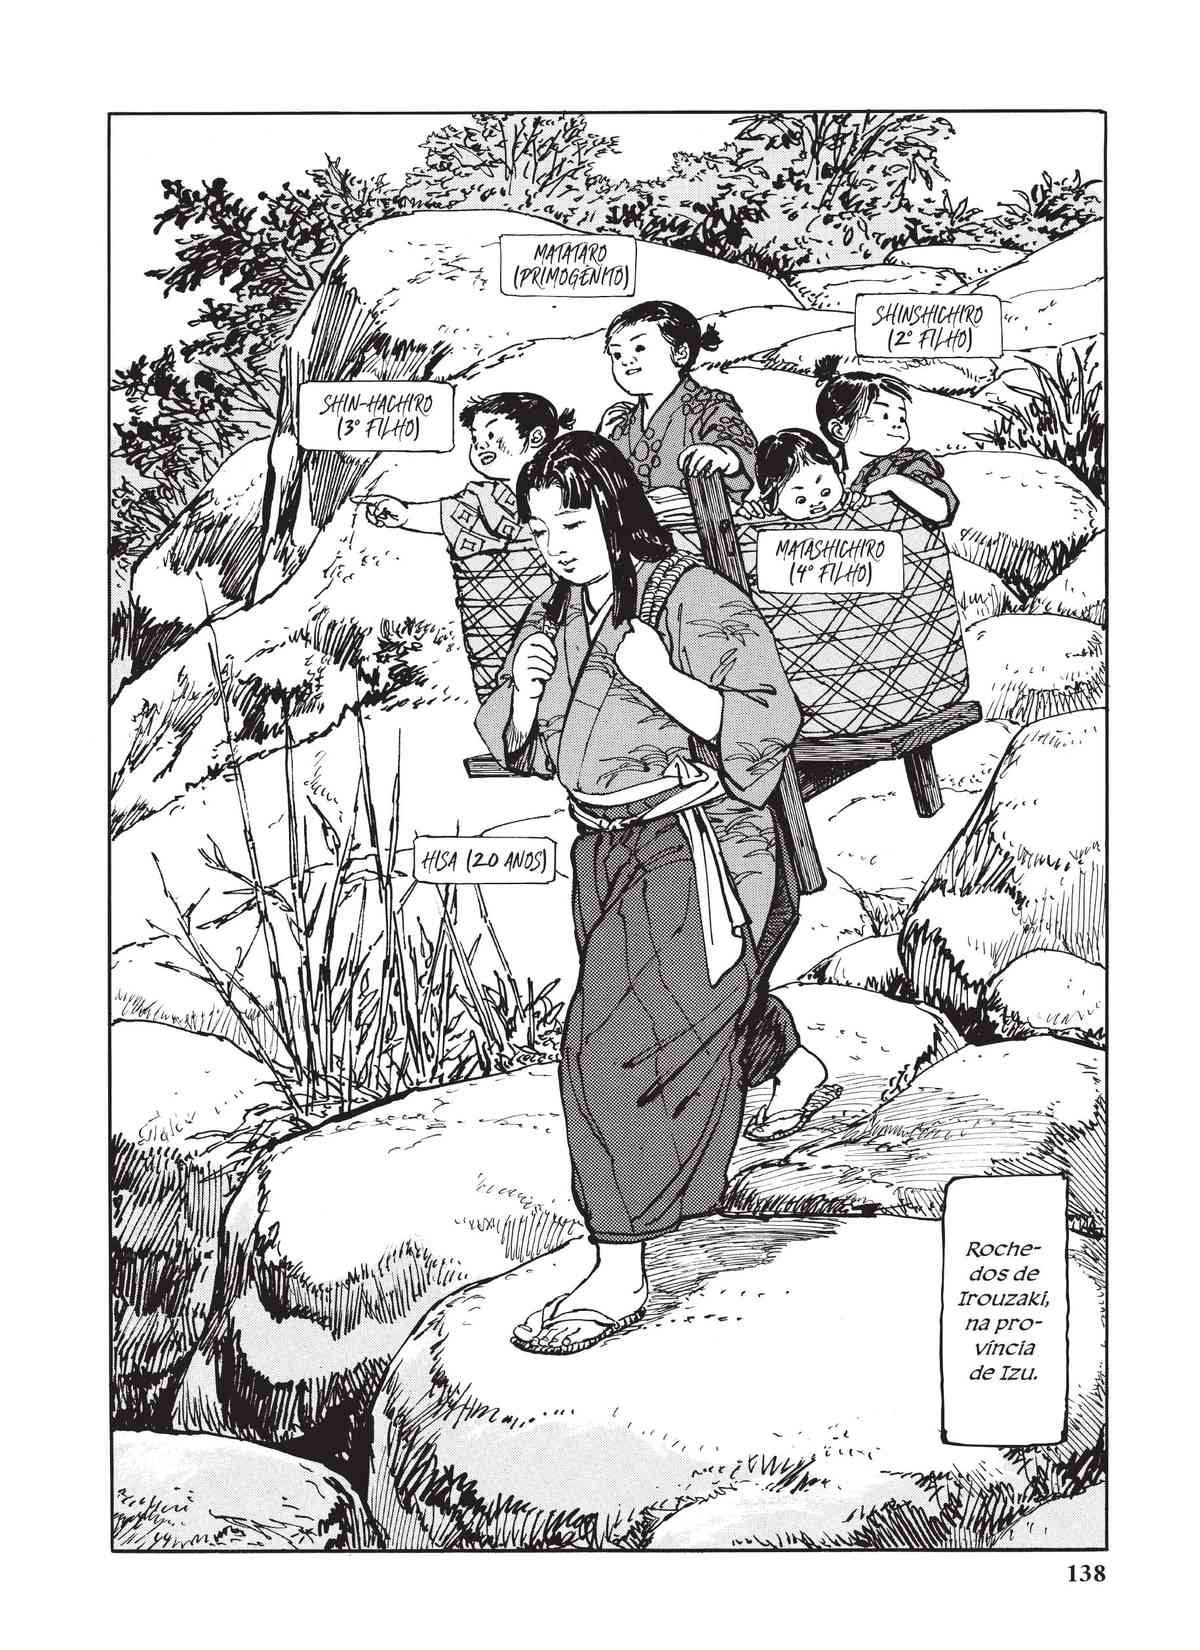 MATATARO
(PRIMOGÊNITO)
SHINSHICHIRO
(2º FILHO)
SHIN-HACHIRO
(3º FILHO)
MATASHICHIRO
(4º FILHO)
HISA (20 ANOS)
Roche-
dos de
Irouzaki,
na pro-
víncia
de Izu.
138